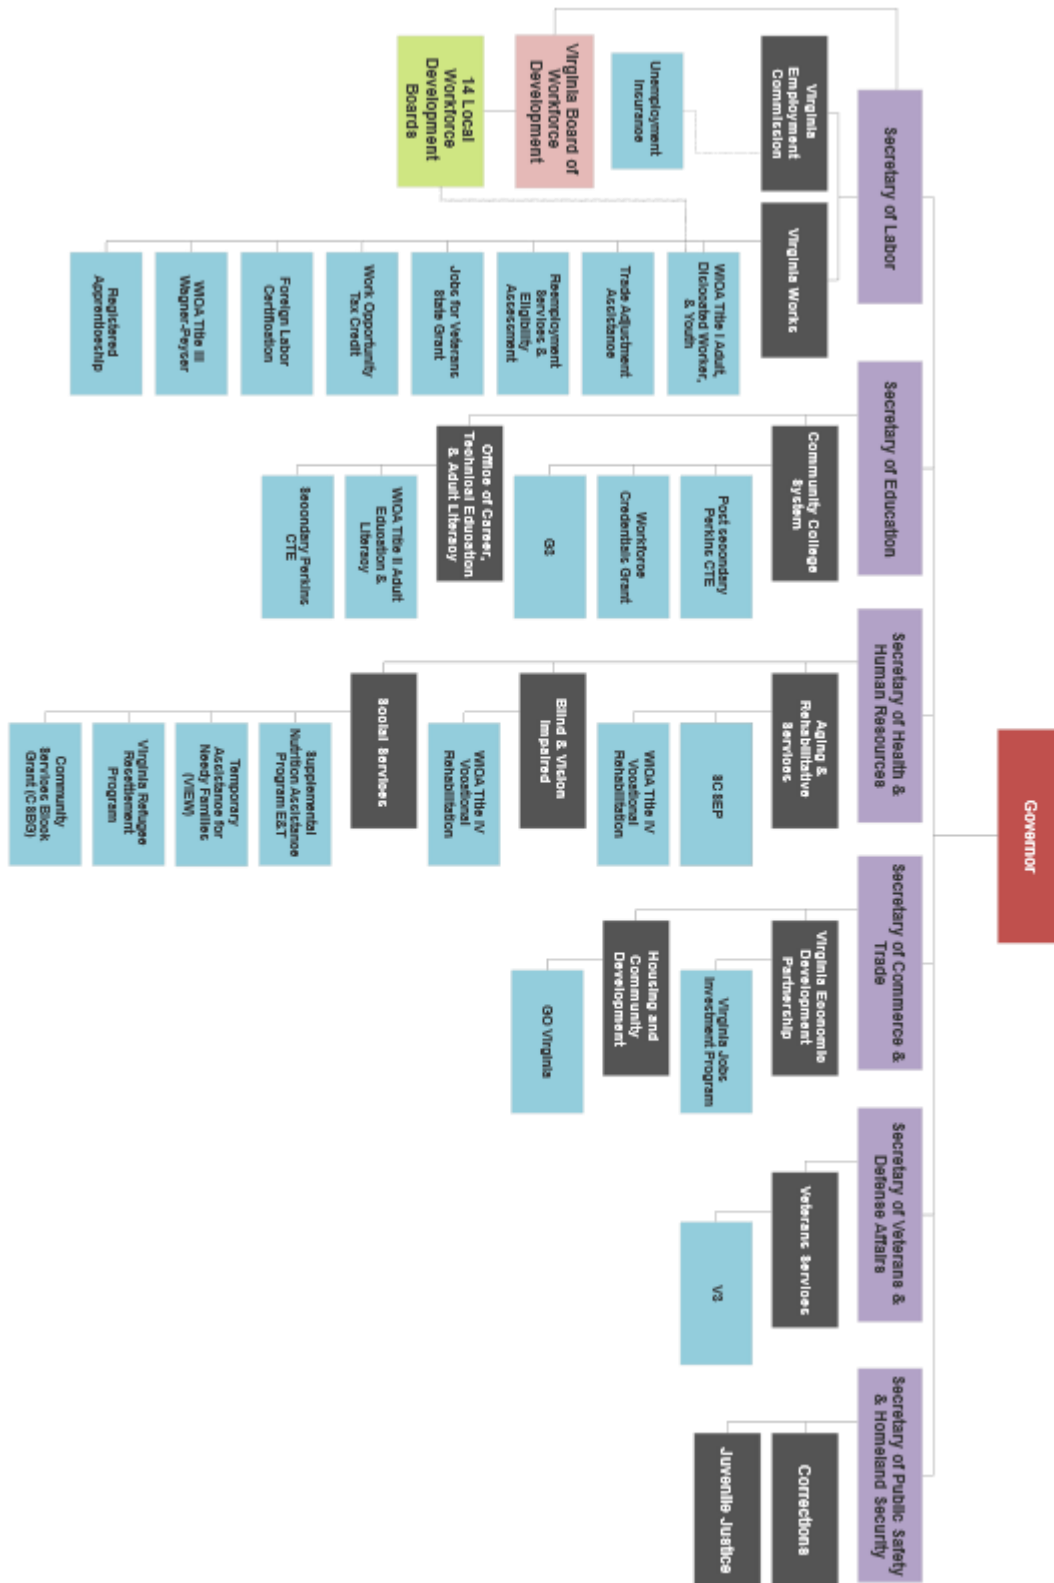 Governor
Secretary of Labor
Secretary of Education
Secretary of Health &
Human Resources
Secretary of Commerce &
Trade
Secretary of Veterans &
Defense Affairs
Secretary of Public Safety
& Homeland Security
Virginia
Employment
Commission
Unemployment
Insurance
Virginia Board of
Workforce
Development
14 Local
Workforce
Development
Boards
Virginia Works
WIOA Title I Adult,
Dislocated Worker,
& Youth
Trade Adjustment
Assistance
Reemployment
Services &
Eligibility
Assessment
Jobs for Veterans
State Grant
Work Opportunity
Tax Credit
Foreign Labor
Certification
WIOA Title III
Wagner-Peyser
Registered
Apprenticeship
Community College
System
Post secondary
Perkins CTE
Workforce
Credentials Grant
G3
Office of Career,
Technical Education
& Adult Literacy
WIOA Title II Adult
Education &
Literacy
Secondary Perkins
CTE
Aging &
Rehabilitative
Services
SCSEP
WIOA Title IV
Vocational
Rehabilitation
Blind & Vision
Impaired
WIOA Title IV
Vocational
Rehabilitation
Social Services
Supplemental
Nutrition Assistance
Program E&T
Temporary
Assistance for
Needy Families
(VIEW)
Virginia Refugee
Resettlement
Program
Community
Services Block
Grant (CSBG)
Virginia Economic
Development
Partnership
Virginia Jobs
Investment Program
Housing and
Community
Development
GO Virginia
Veterans Services
V3
Corrections
Juvenile Justice